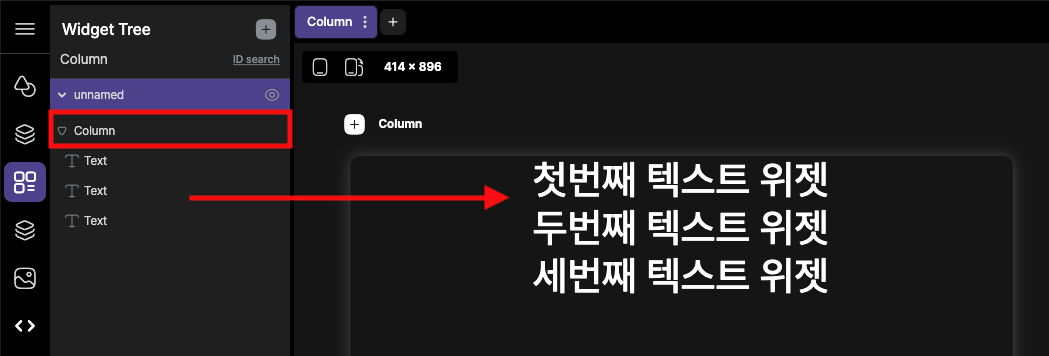 Widget Tree
Column
ID search
unnamed
Column
Text
Text
Text
Column
414 × 896
Column
첫번째 텍스트 위젯
두번째 텍스트 위젯
세번째 텍스트 위젯